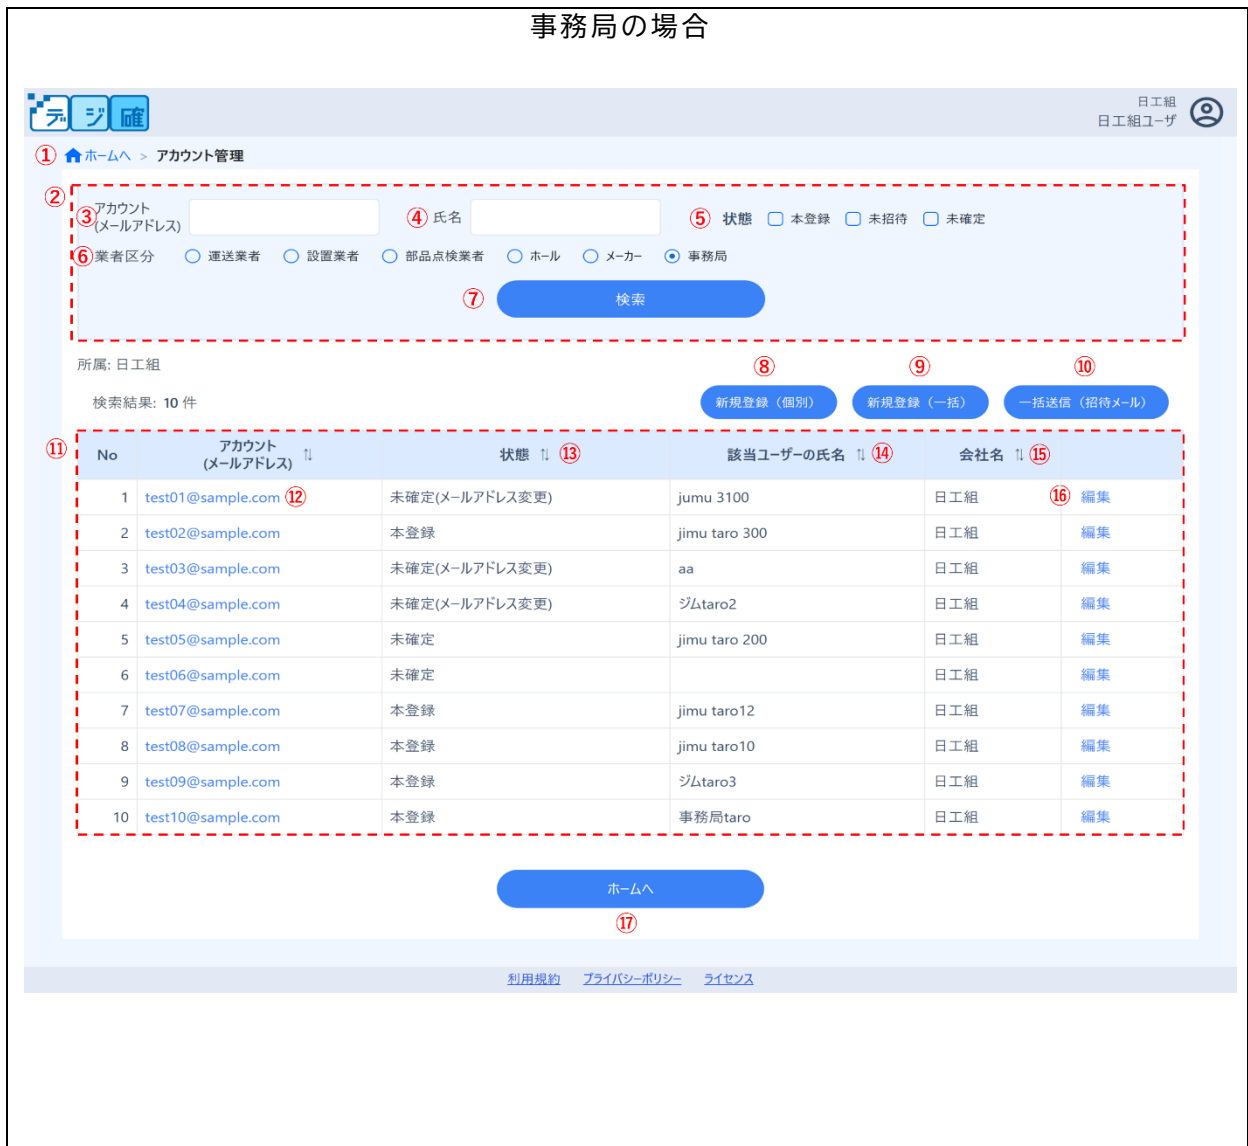 事務局の場合
デジ確
日工組
日工組ユーザ
① ホームへ > アカウント管理
②
③ アカウント
(メールアドレス)
④ 氏名
⑤ 状態 本登録 未招待 未確定
⑥ 業者区分 運送業者 設置業者 部品点検業者 ホール メーカー 事務局
⑦ 検索
所属: 日工組
⑧ ⑨ ⑩
検索結果: 10 件 新規登録（個別） 新規登録（一括） 一括送信（招待メール）
⑪ No アカウント
(メールアドレス) ⇅ 状態 ⇅ ⑬ 該当ユーザーの氏名 ⇅ ⑭ 会社名 ⇅ ⑮
1 test01@sample.com ⑫ 未確定(メールアドレス変更) jumu 3100 日工組 ⑯ 編集
2 test02@sample.com 本登録 jimu taro 300 日工組 編集
3 test03@sample.com 未確定(メールアドレス変更) aa 日工組 編集
4 test04@sample.com 未確定(メールアドレス変更) ジムtaro2 日工組 編集
5 test05@sample.com 未確定 jimu taro 200 日工組 編集
6 test06@sample.com 未確定 日工組 編集
7 test07@sample.com 本登録 jimu taro12 日工組 編集
8 test08@sample.com 本登録 jimu taro10 日工組 編集
9 test09@sample.com 本登録 ジムtaro3 日工組 編集
10 test10@sample.com 本登録 事務局taro 日工組 編集
ホームへ
⑰
利用規約 プライバシーポリシー ライセンス